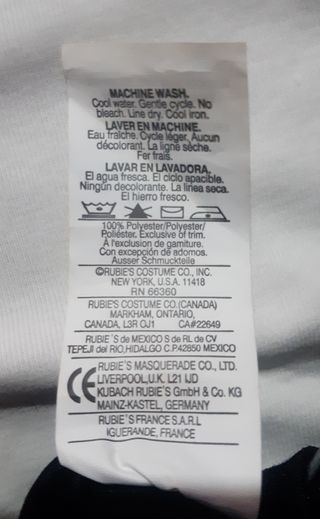 MACHINE WASH.
Cool water. Gentle cycle. No
bleach. Line dry. Cool iron.
LAVER EN MACHINE.
Eau fraîche. Cycle léger. Aucun
décolorant. La ligne sèche.
Fer frais.
LAVAR EN LAVADORA.
El agua fresca. El ciclo apacible.
Ningún decolorante. La línea seca.
El hierro fresco.
100% Polyester/Polyester/
Poliéster. Exclusive of trim.
À l'exclusion de garniture.
Con excepción de adornos.
Ausser Schmuckteile
©RUBIE'S COSTUME CO., INC.
NEW YORK, U.S.A. 11418
RN 66360
RUBIE'S COSTUME CO.(CANADA)
MARKHAM, ONTARIO,
CANADA, L3R OJ1 CA#22649
RUBIE´S de MEXICO S de RL de CV
TEPEJI del RIO,HIDALGO C.P.42850 MEXICO
CE
RUBIE'S MASQUERADE CO., LTD.
LIVERPOOL,U.K. L21 IJD
KUBACH RUBIE'S GmbH & Co. KG
MAINZ-KASTEL, GERMANY
RUBIE'S FRANCE S.A.R.L
IGUERANDE, FRANCE